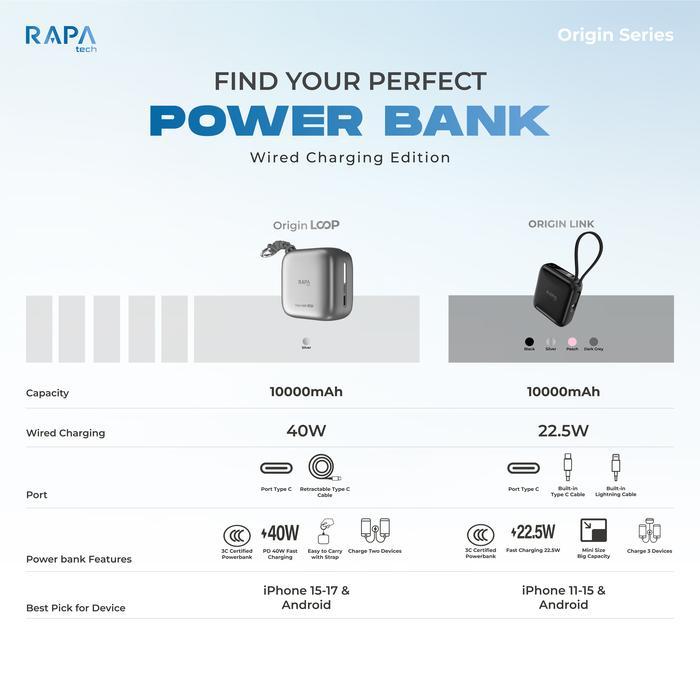 RAPA
tech
Origin Series
FIND YOUR PERFECT
POWER BANK
Wired Charging Edition
Origin LOOP
ORIGIN LINK
RAPA
RAPA
Silver
Black
Silver
Peach
Dark Grey
Capacity
10000mAh
10000mAh
Wired Charging
40W
22.5W
Port
Port Type C
Retractable Type C
Cable
Port Type C
Built-in
Type C Cable
Built-in
Lightning Cable
Power bank Features
3C Certified
Powerbank
40W
PD 40W Fast
Charging
Easy to Carry
with Strap
Charge Two Devices
3C Certified
Powerbank
22.5W
Fast Charging 22.5W
Mini Size
Big Capacity
Charge 3 Devices
Best Pick for Device
iPhone 15-17 &
Android
iPhone 11-15 &
Android